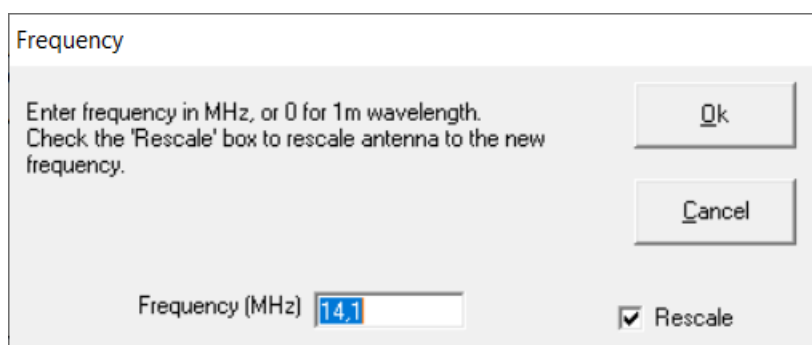 Frequency
Enter frequency in MHz, or 0 for 1m wavelength.
Check the 'Rescale' box to rescale antenna to the new
frequency.
Ok
Cancel
Frequency (MHz) 14,1
Rescale